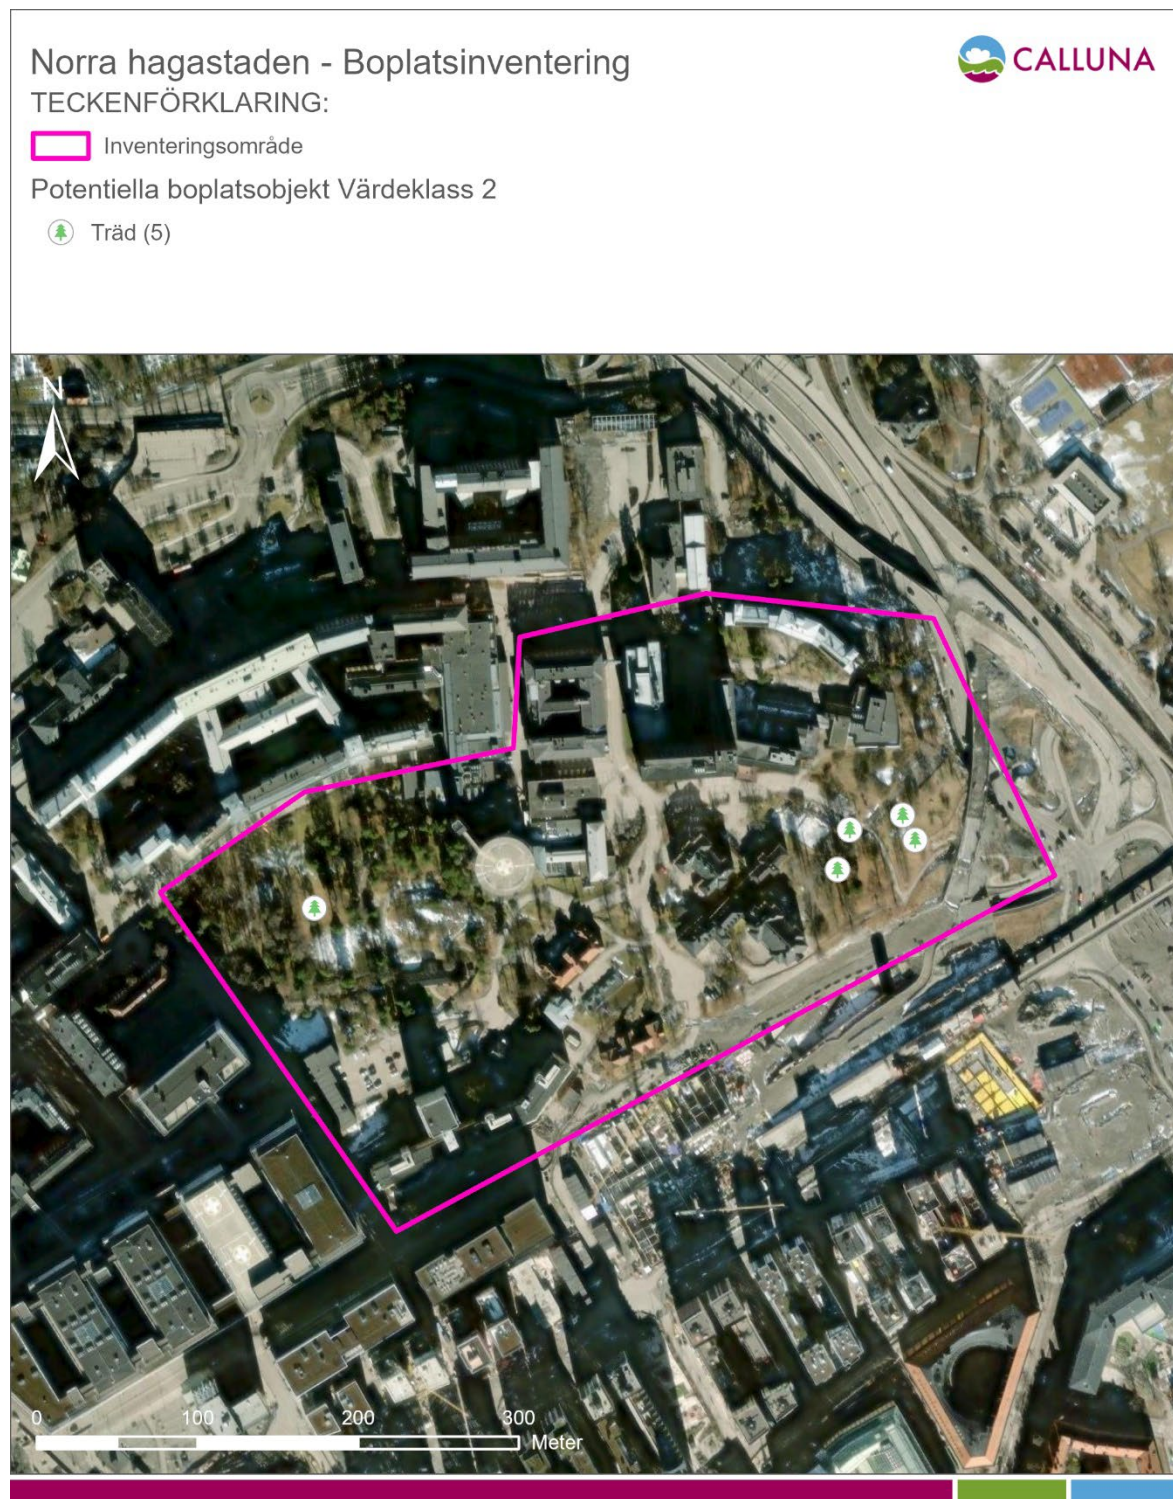 Norra hagastaden - Boplatsinventering
CALLUNA
TECKENFÖRKLARING:
Inventeringsområde
Potentiella boplatsobjekt Värdeklass 2
Träd (5)
N
0 100 200 300
Meter